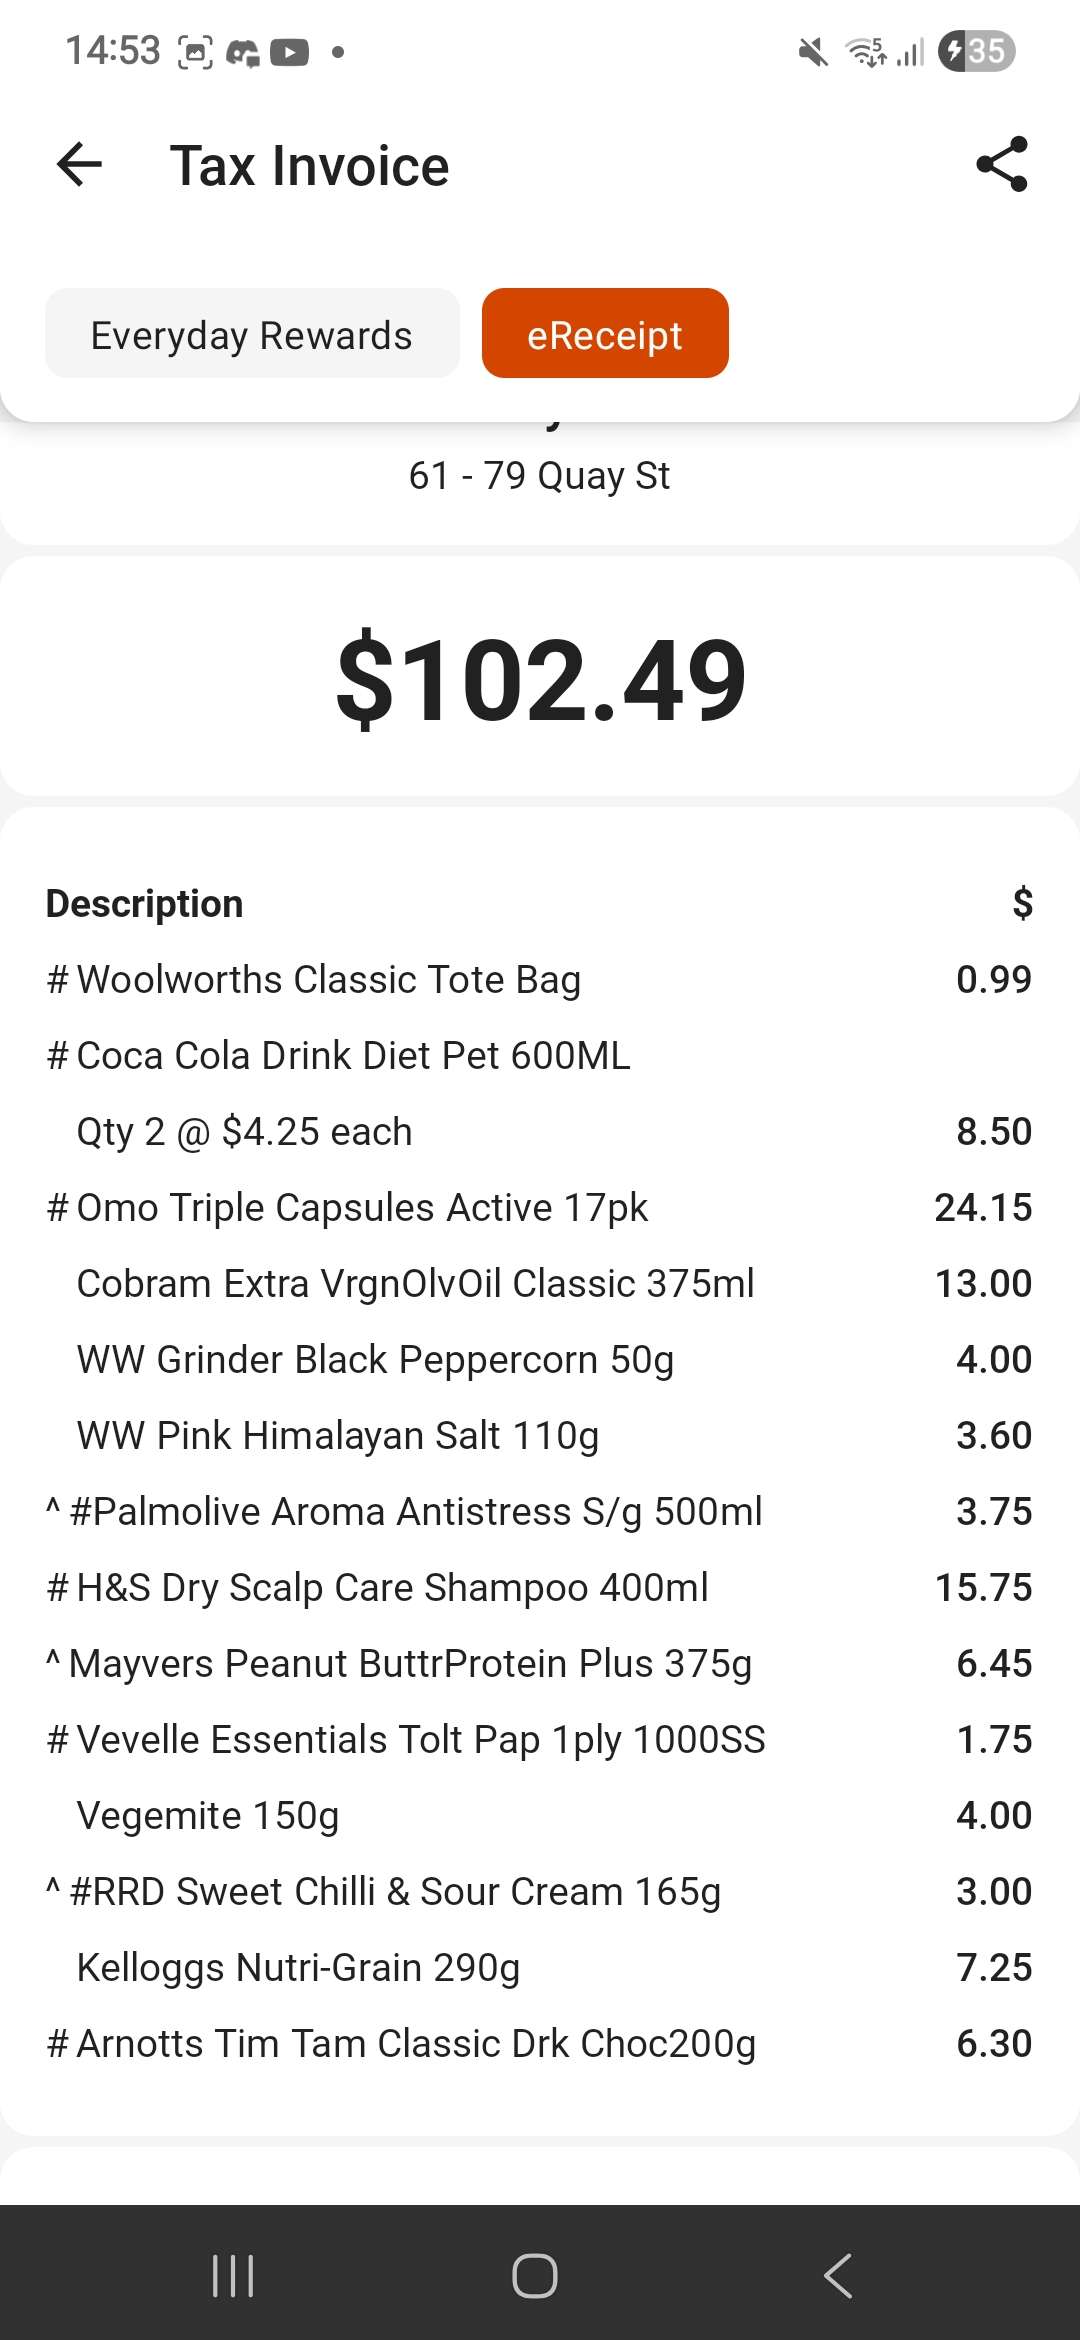 14:53
5
35
Tax Invoice
Everyday Rewards
eReceipt
61 - 79 Quay St
$102.49
Description $
# Woolworths Classic Tote Bag 0.99
# Coca Cola Drink Diet Pet 600ML
Qty 2 @ $4.25 each 8.50
# Omo Triple Capsules Active 17pk 24.15
Cobram Extra VrgnOlvOil Classic 375ml 13.00
WW Grinder Black Peppercorn 50g 4.00
WW Pink Himalayan Salt 110g 3.60
^ #Palmolive Aroma Antistress S/g 500ml 3.75
# H&S Dry Scalp Care Shampoo 400ml 15.75
^ Mayvers Peanut ButtrProtein Plus 375g 6.45
# Vevelle Essentials Tolt Pap 1ply 1000SS 1.75
Vegemite 150g 4.00
^ #RRD Sweet Chilli & Sour Cream 165g 3.00
Kelloggs Nutri-Grain 290g 7.25
# Arnotts Tim Tam Classic Drk Choc200g 6.30